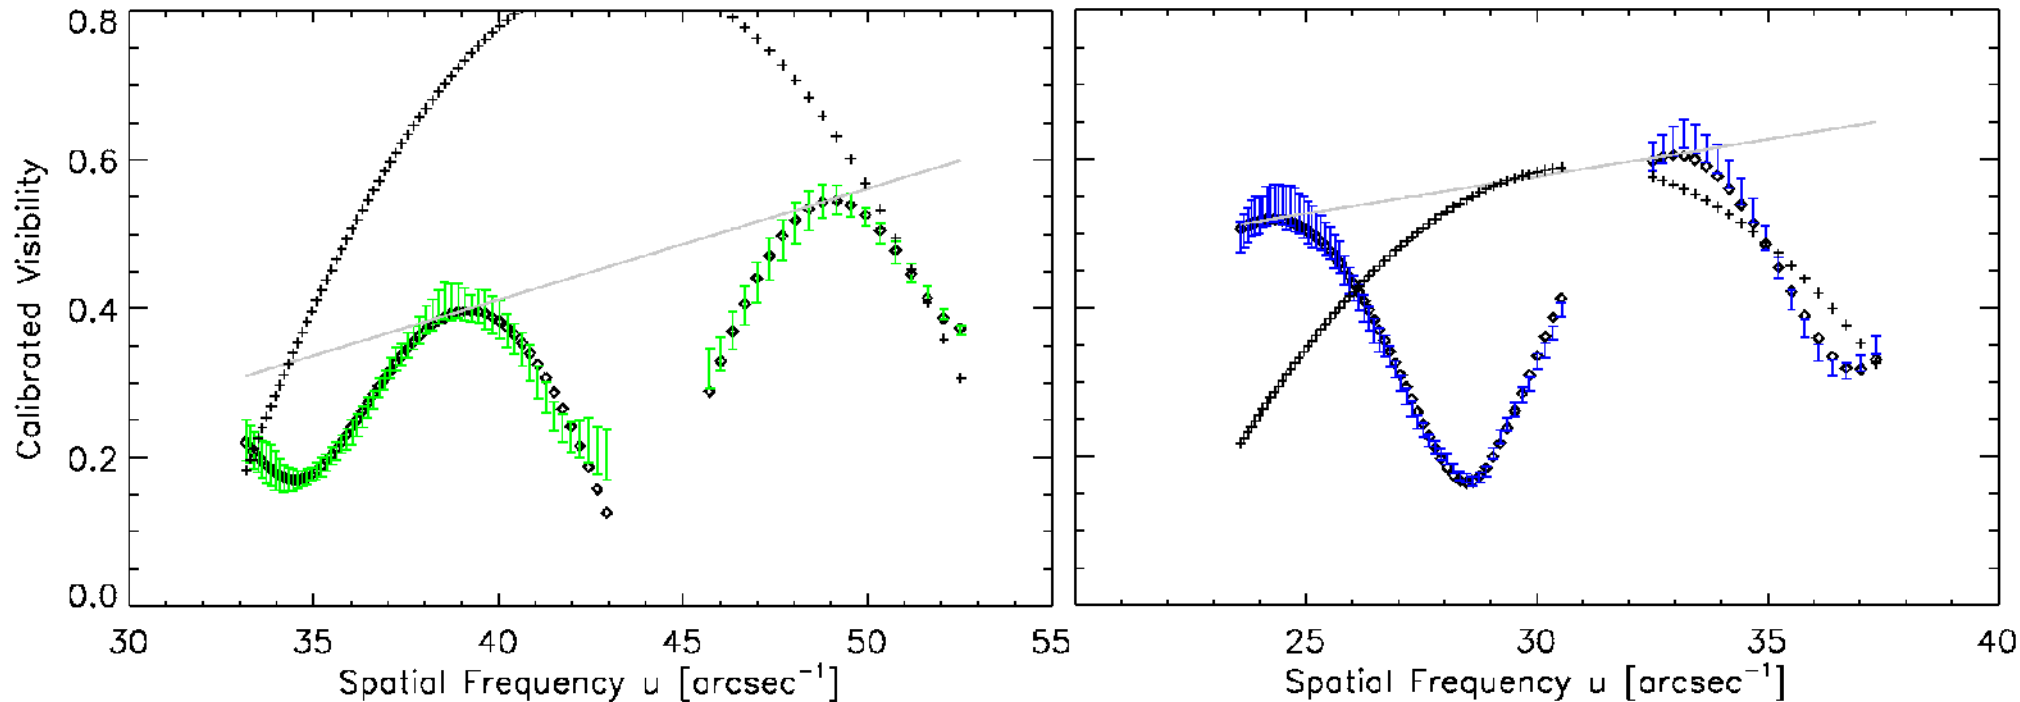 0.8
0.6
0.4
0.2
0.0
Calibrated Visibility
30 35 40 45 50 55
25 30 35 40
Spatial Frequency u [arcsec⁻¹]
Spatial Frequency u [arcsec⁻¹]